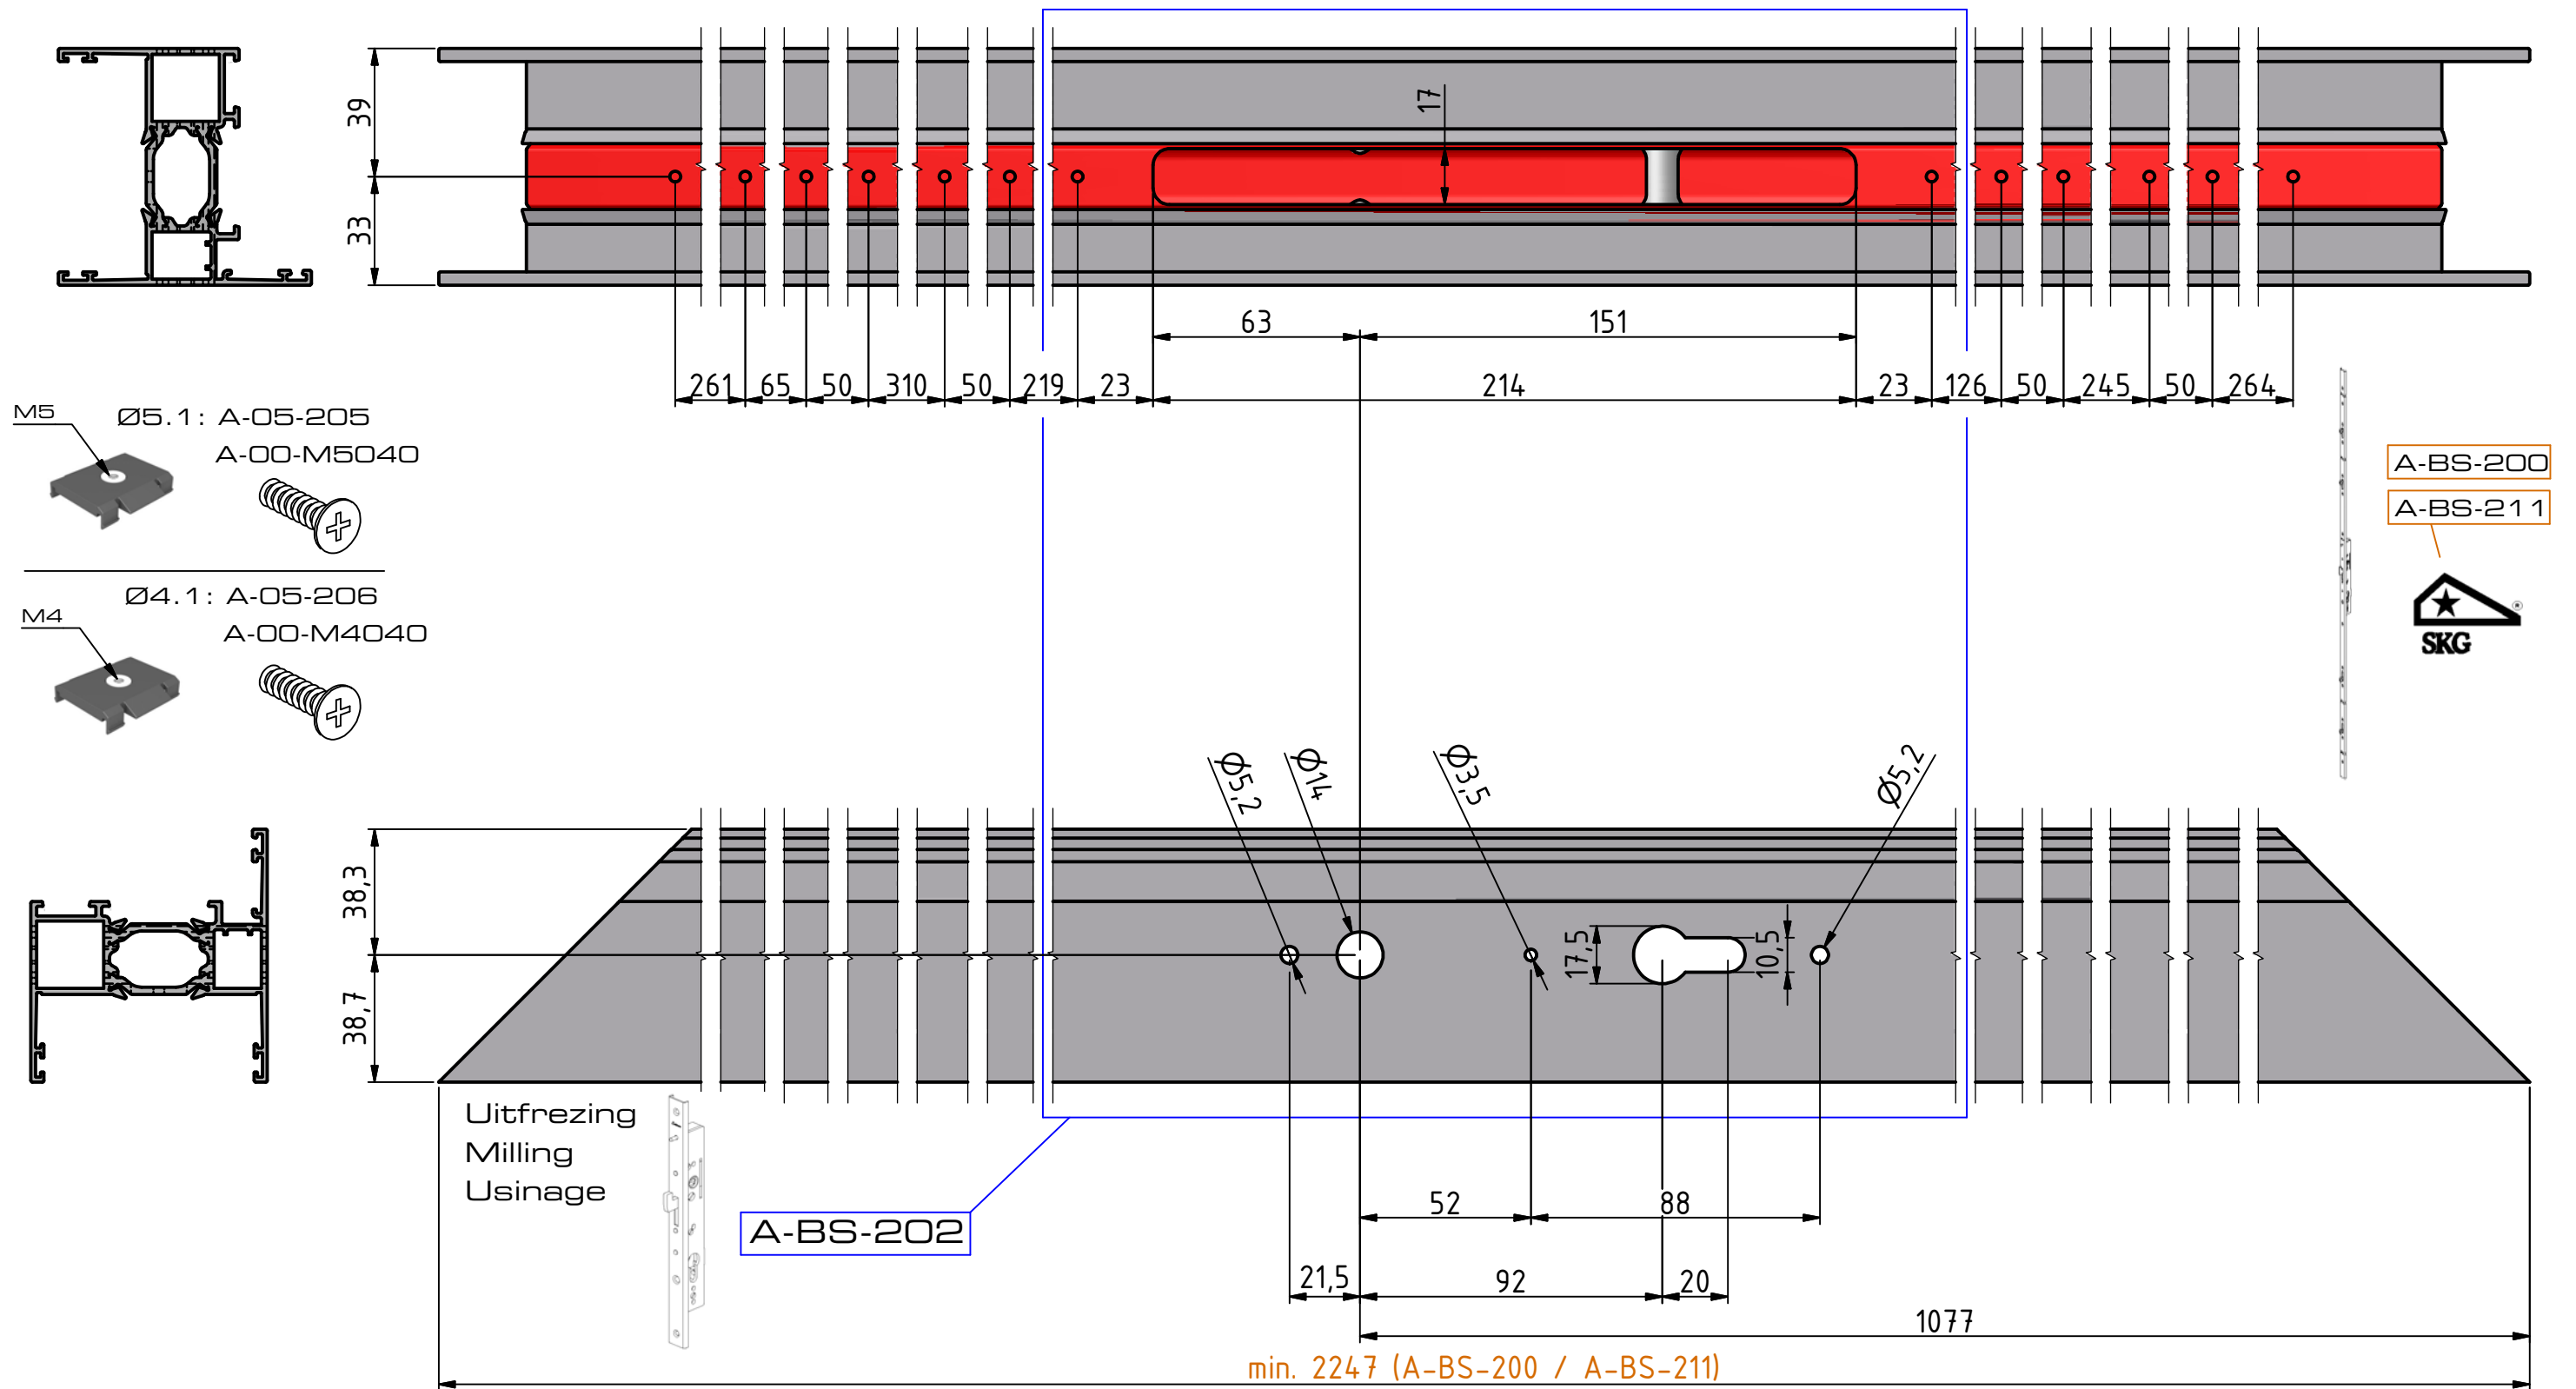 39
33
17
63
151
261
65
50
310
50
219
23
214
23
126
50
245
50
264
M5
Ø5.1: A-05-205
A-00-M5040
M4
Ø4.1: A-05-206
A-00-M4040
A-BS-200
A-BS-211
®
SKG
Ø5,2
Ø14
Ø3,5
Ø5,2
38,3
38,7
17,5
10,5
Uitfrezing
Milling
Usinage
A-BS-202
52
88
21,5
92
20
1077
min. 2247 (A-BS-200 / A-BS-211)